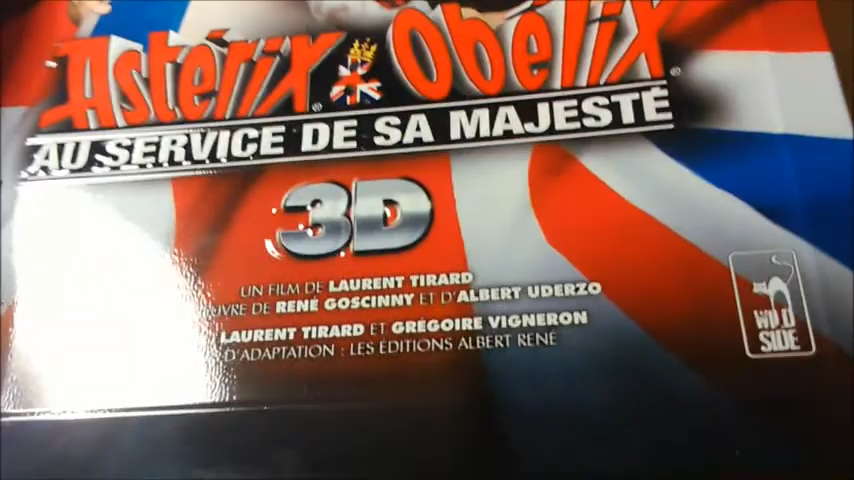 Astérix & Obélix
AU SERVICE DE SA MAJESTÉ
3D
UN FILM DE LAURENT TIRARD
DE RENÉ GOSCINNY ET D'ALBERT UDERZO
LAURENT TIRARD ET GRÉGOIRE VIGNERON
D'ADAPTATION : LES ÉDITIONS ALBERT RENÉ
WILD
SIDE